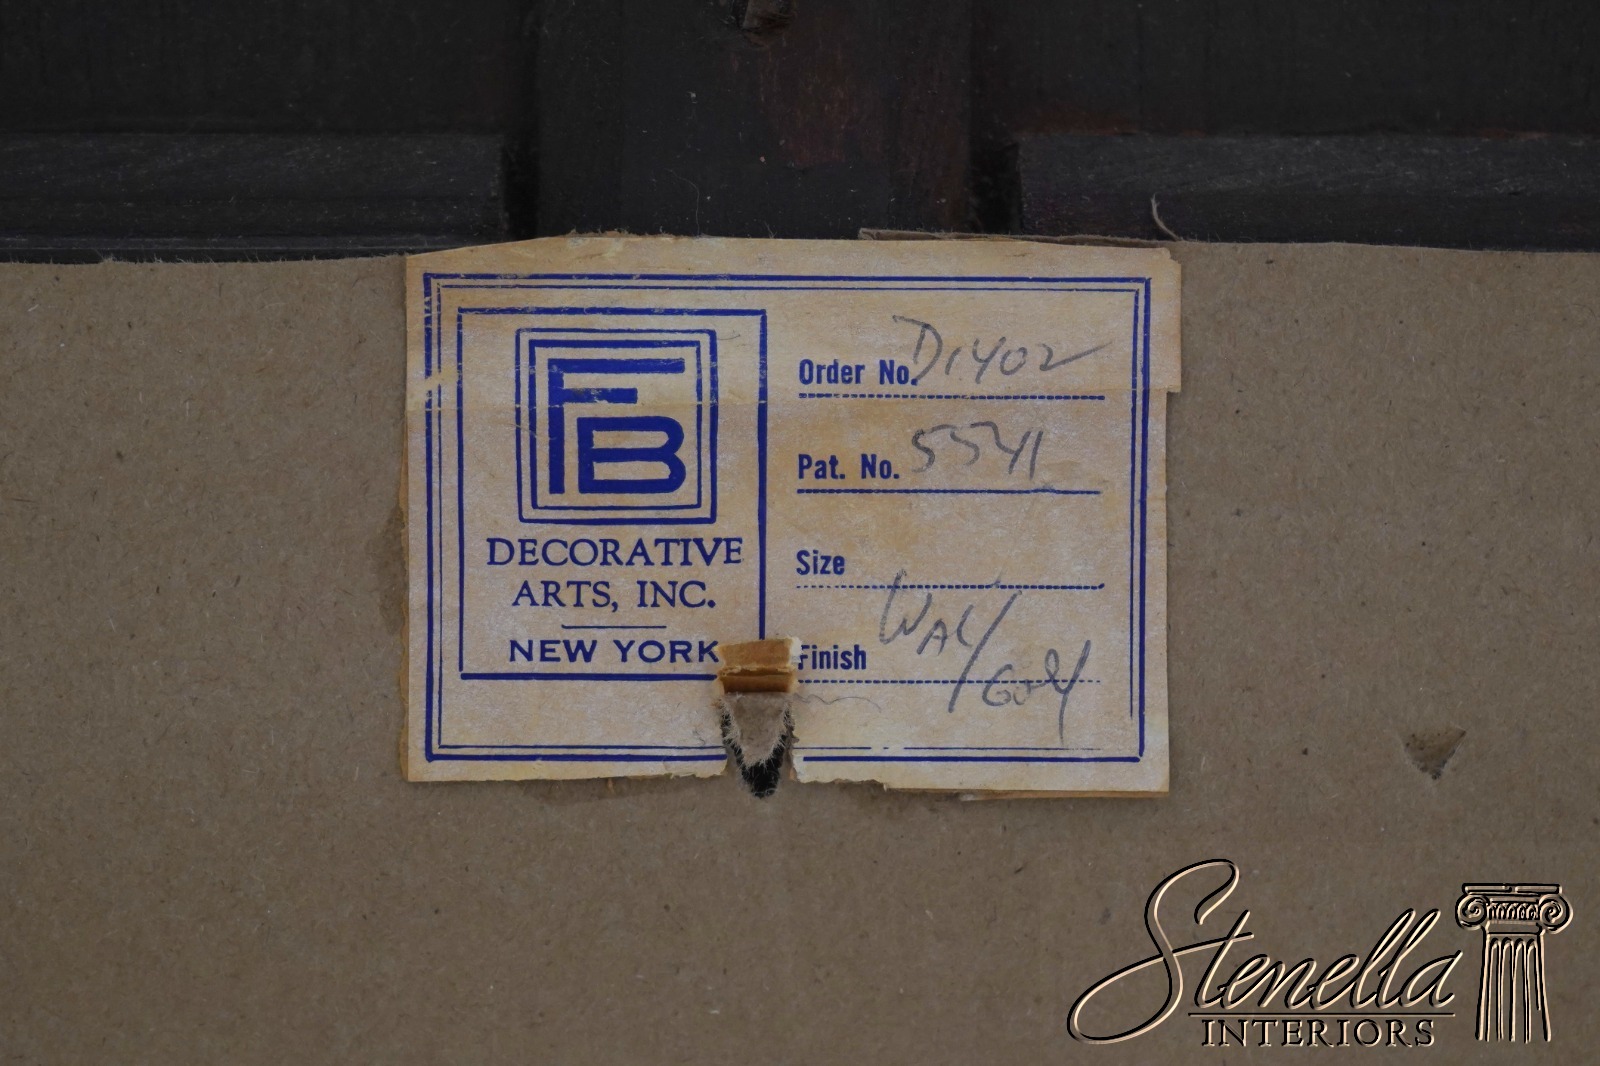 FB
DECORATIVE
ARTS, INC.
NEW YORK
Order No. D1402
Pat. No. 5541
Size
Finish WAL/GOLD
Stenella
INTERIORS